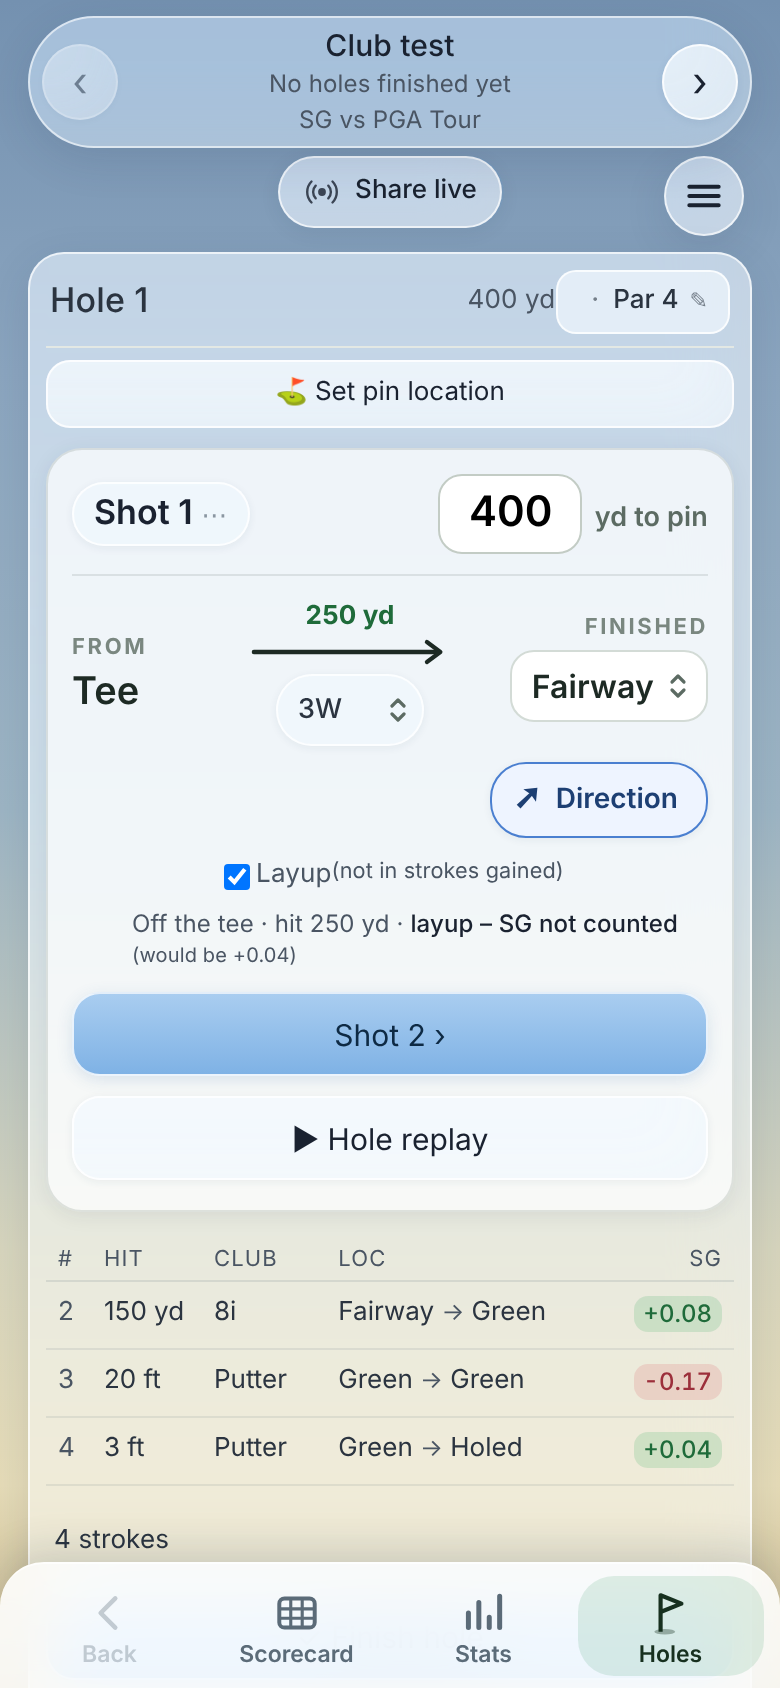 Club test
No holes finished yet
SG vs PGA Tour
‹
›
Share live
Hole 1
400 yd · Par 4 ✎
⛳ Set pin location
Shot 1 ···
400 yd to pin
250 yd
FROM
Tee
3W
FINISHED
Fairway
↗ Direction
Layup (not in strokes gained)
Off the tee · hit 250 yd · layup – SG not counted
(would be +0.04)
Shot 2 ›
▶ Hole replay
# HIT CLUB LOC SG
2 150 yd 8i Fairway → Green +0.08
3 20 ft Putter Green → Green -0.17
4 3 ft Putter Green → Holed +0.04
4 strokes
Back Scorecard Stats Holes